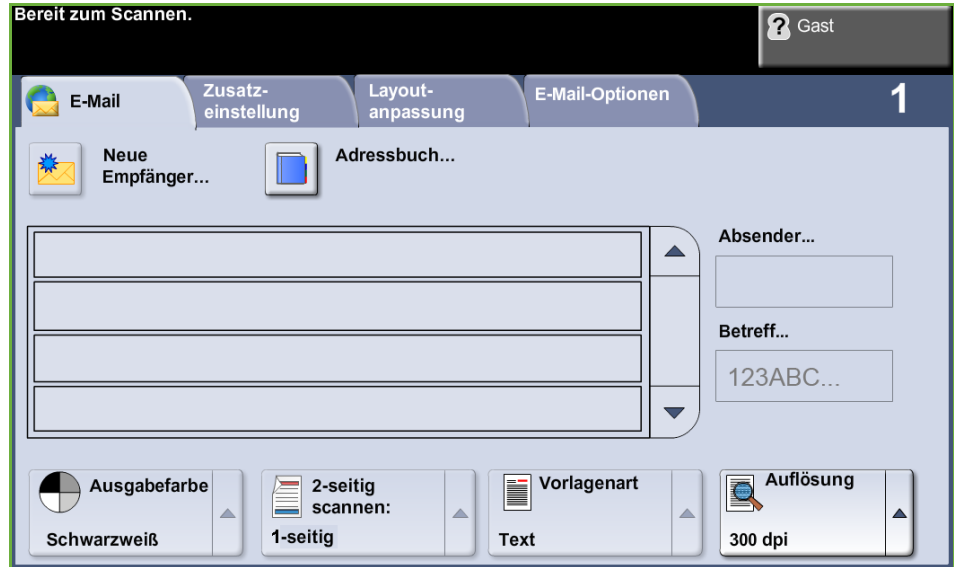 Bereit zum Scannen.
? Gast
E-Mail
Zusatz-
einstellung
Layout-
anpassung
E-Mail-Optionen
1
Neue
Empfänger...
Adressbuch...
Absender...
Betreff...
123ABC...
Ausgabefarbe
Schwarzweiß
2-seitig
scannen:
1-seitig
Vorlagenart
Text
Auflösung
300 dpi